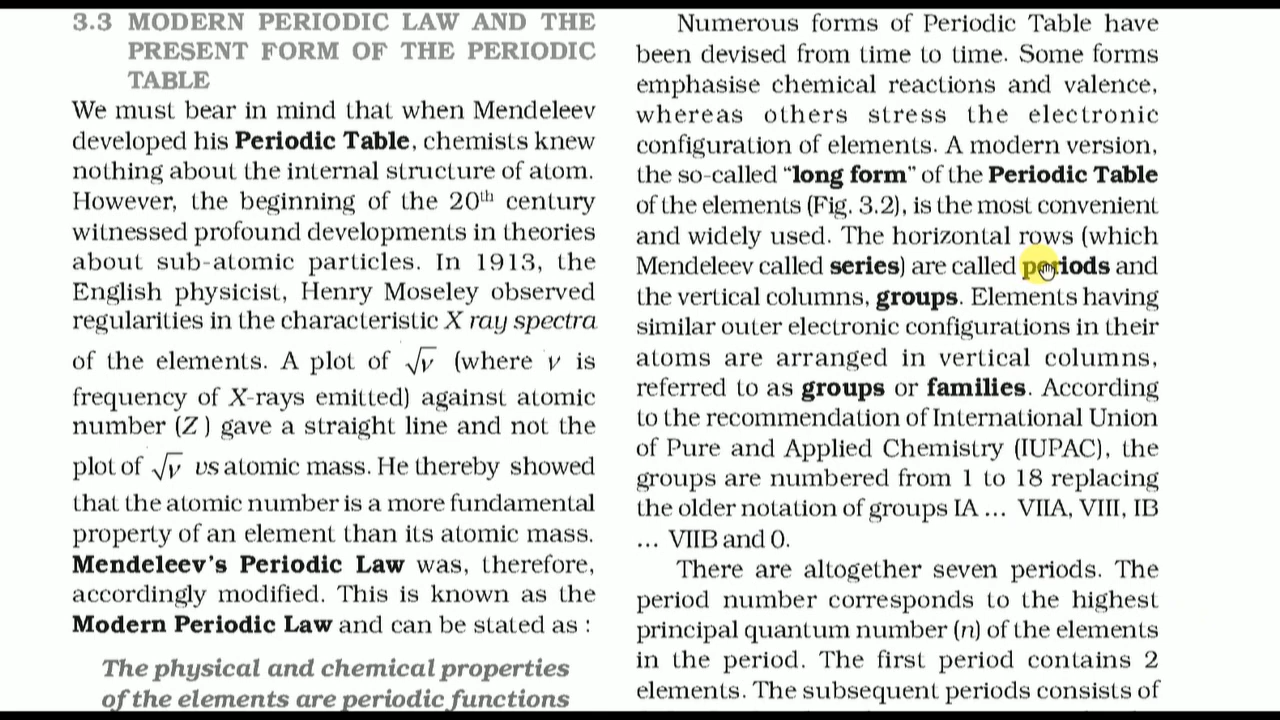 3.3 MODERN PERIODIC LAW AND THE
PRESENT FORM OF THE PERIODIC
TABLE
We must bear in mind that when Mendeleev
developed his Periodic Table, chemists knew
nothing about the internal structure of atom.
However, the beginning of the 20th century
witnessed profound developments in theories
about sub-atomic particles. In 1913, the
English physicist, Henry Moseley observed
regularities in the characteristic X ray spectra
of the elements. A plot of √ν (where ν is
frequency of X-rays emitted) against atomic
number (Z ) gave a straight line and not the
plot of √ν vs atomic mass. He thereby showed
that the atomic number is a more fundamental
property of an element than its atomic mass.
Mendeleev’s Periodic Law was, therefore,
accordingly modified. This is known as the
Modern Periodic Law and can be stated as :
The physical and chemical properties
of the elements are periodic functions
Numerous forms of Periodic Table have
been devised from time to time. Some forms
emphasise chemical reactions and valence,
whereas others stress the electronic
configuration of elements. A modern version,
the so-called “long form” of the Periodic Table
of the elements (Fig. 3.2), is the most convenient
and widely used. The horizontal rows (which
Mendeleev called series) are called periods and
the vertical columns, groups. Elements having
similar outer electronic configurations in their
atoms are arranged in vertical columns,
referred to as groups or families. According
to the recommendation of International Union
of Pure and Applied Chemistry (IUPAC), the
groups are numbered from 1 to 18 replacing
the older notation of groups IA … VIIA, VIII, IB
… VIIB and 0.
There are altogether seven periods. The
period number corresponds to the highest
principal quantum number (n) of the elements
in the period. The first period contains 2
elements. The subsequent periods consists of